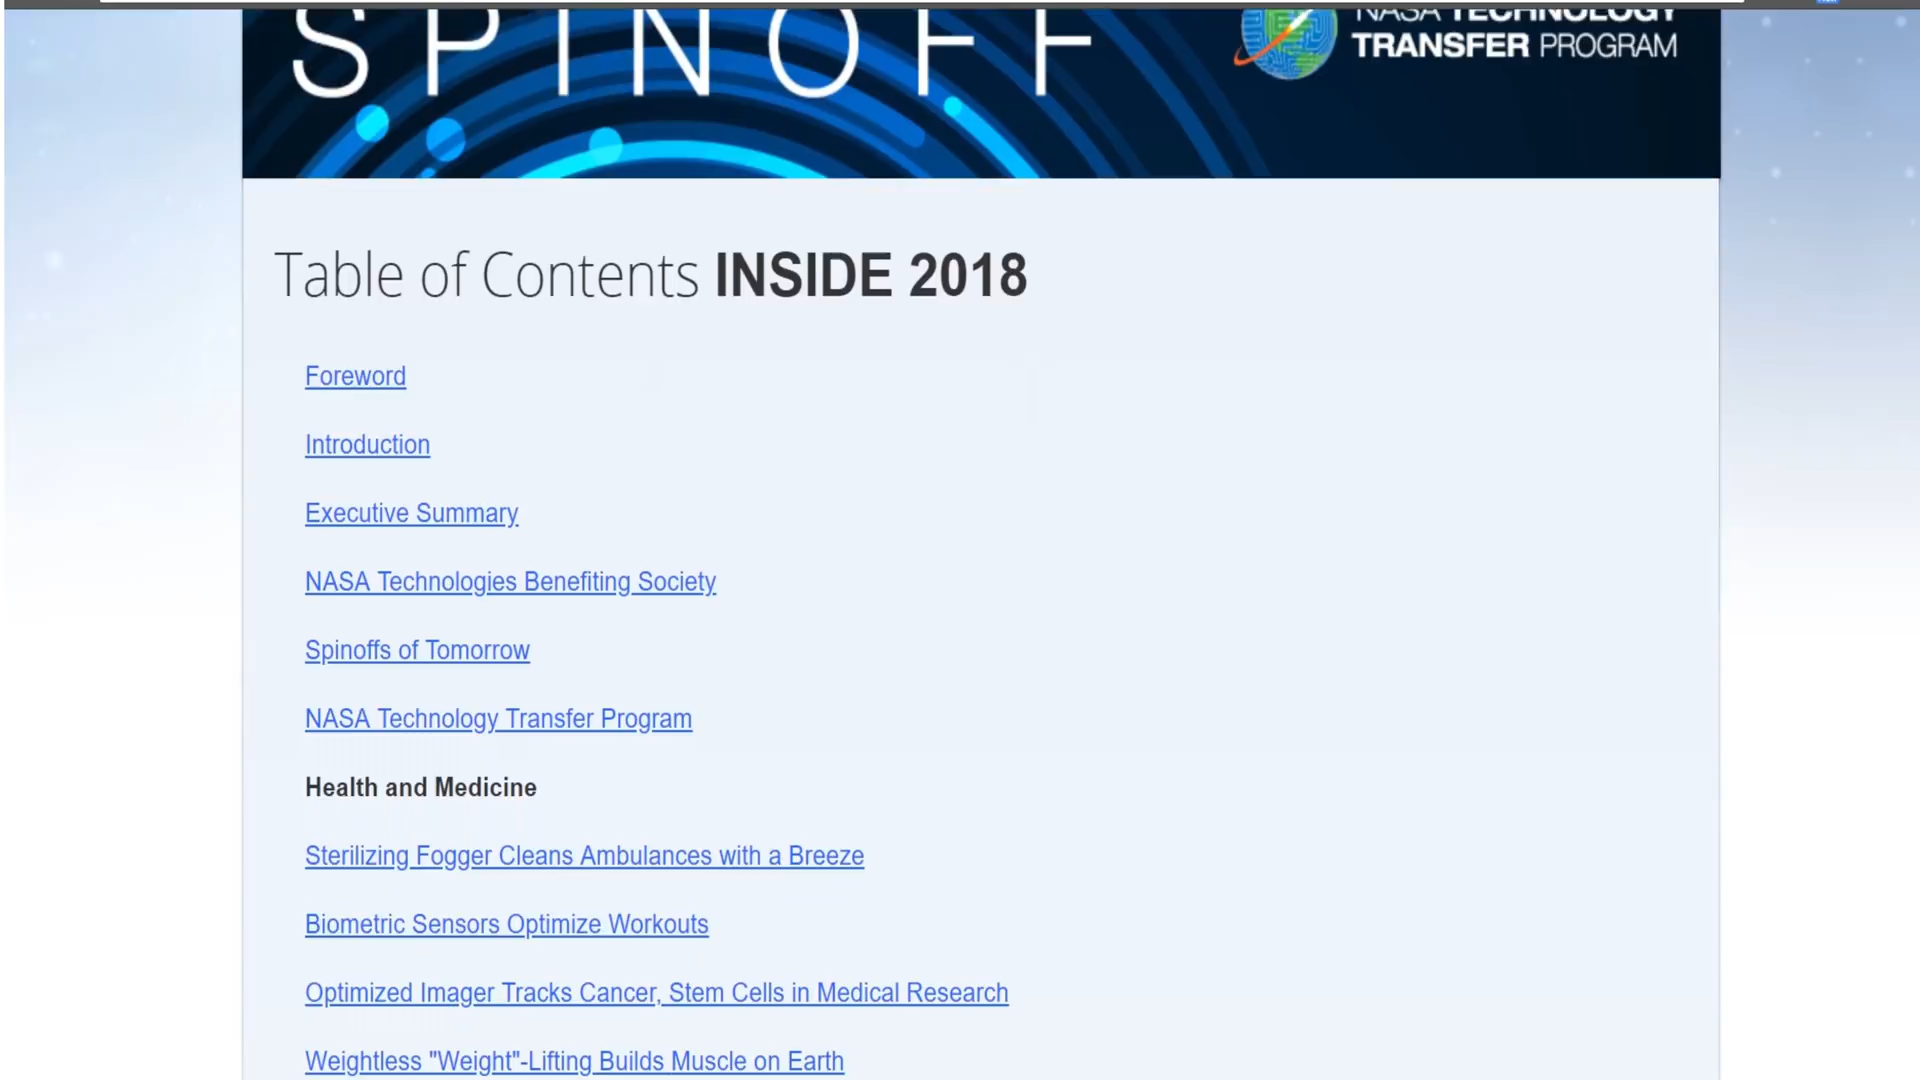 SPINOFF
NASA TECHNOLOGY
TRANSFER PROGRAM
Table of Contents INSIDE 2018
Foreword
Introduction
Executive Summary
NASA Technologies Benefiting Society
Spinoffs of Tomorrow
NASA Technology Transfer Program
Health and Medicine
Sterilizing Fogger Cleans Ambulances with a Breeze
Biometric Sensors Optimize Workouts
Optimized Imager Tracks Cancer, Stem Cells in Medical Research
Weightless "Weight"-Lifting Builds Muscle on Earth